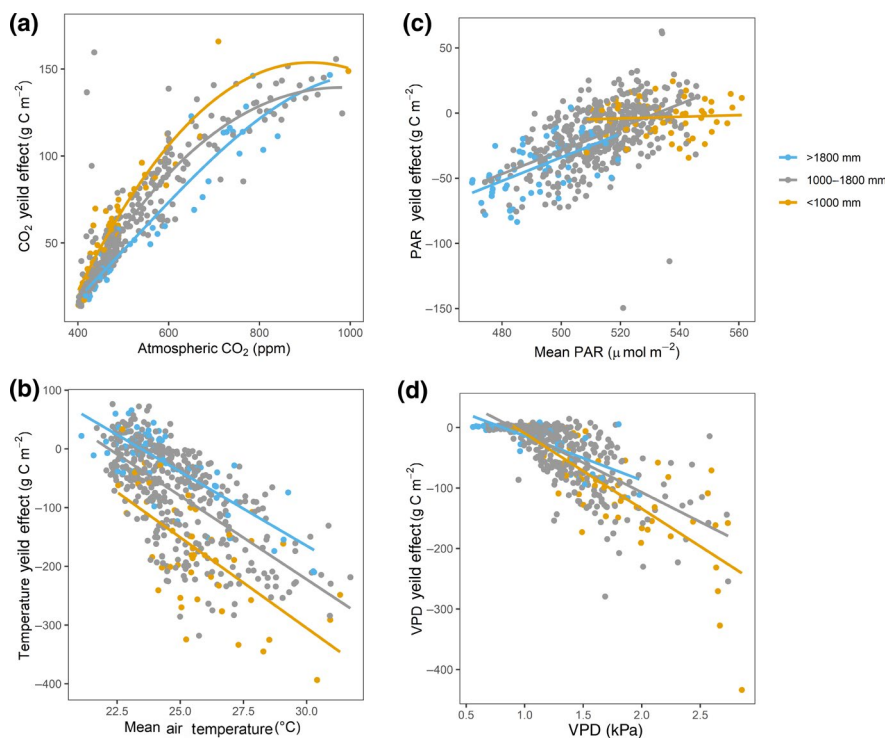 (a)
150
100
50
CO₂ yeild effect (g C m⁻²)
400 600 800 1000
Atmospheric CO₂ (ppm)
(c)
50
0
−50
−100
−150
PAR yeild effect (g C m⁻²)
480 500 520 540 560
Mean PAR (μ mol m⁻²)
>1800 mm
1000–1800 mm
<1000 mm
(b)
100
0
−100
−200
−300
−400
Temperature yeild effect (g C m⁻²)
22.5 25.0 27.5 30.0
Mean air temperature (°C)
(d)
0
−100
−200
−300
−400
VPD yeild effect (g C m⁻²)
0.5 1.0 1.5 2.0 2.5
VPD (kPa)